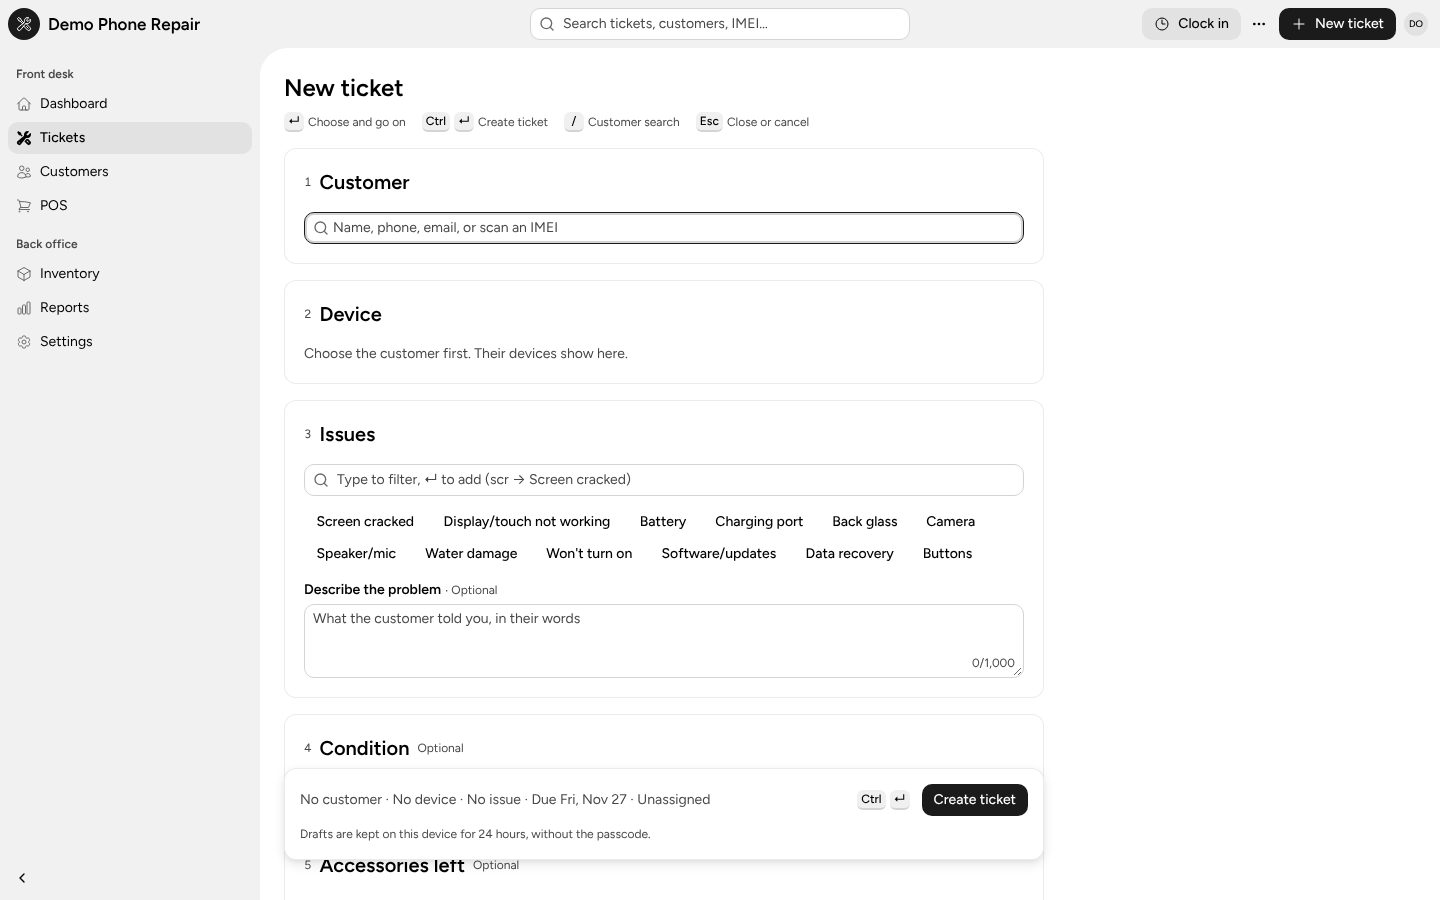 Demo Phone Repair
Search tickets, customers, IMEI...
Clock in
New ticket
DO
Front desk
Dashboard
Tickets
Customers
POS
Back office
Inventory
Reports
Settings
New ticket
↵ Choose and go on Ctrl ↵ Create ticket / Customer search Esc Close or cancel
1 Customer
Name, phone, email, or scan an IMEI
2 Device
Choose the customer first. Their devices show here.
3 Issues
Type to filter, ↵ to add (scr → Screen cracked)
Screen cracked Display/touch not working Battery Charging port Back glass Camera
Speaker/mic Water damage Won't turn on Software/updates Data recovery Buttons
Describe the problem · Optional
What the customer told you, in their words
0/1,000
4 Condition Optional
No customer · No device · No issue · Due Fri, Nov 27 · Unassigned Ctrl ↵ Create ticket
Drafts are kept on this device for 24 hours, without the passcode.
5 Accessories left Optional